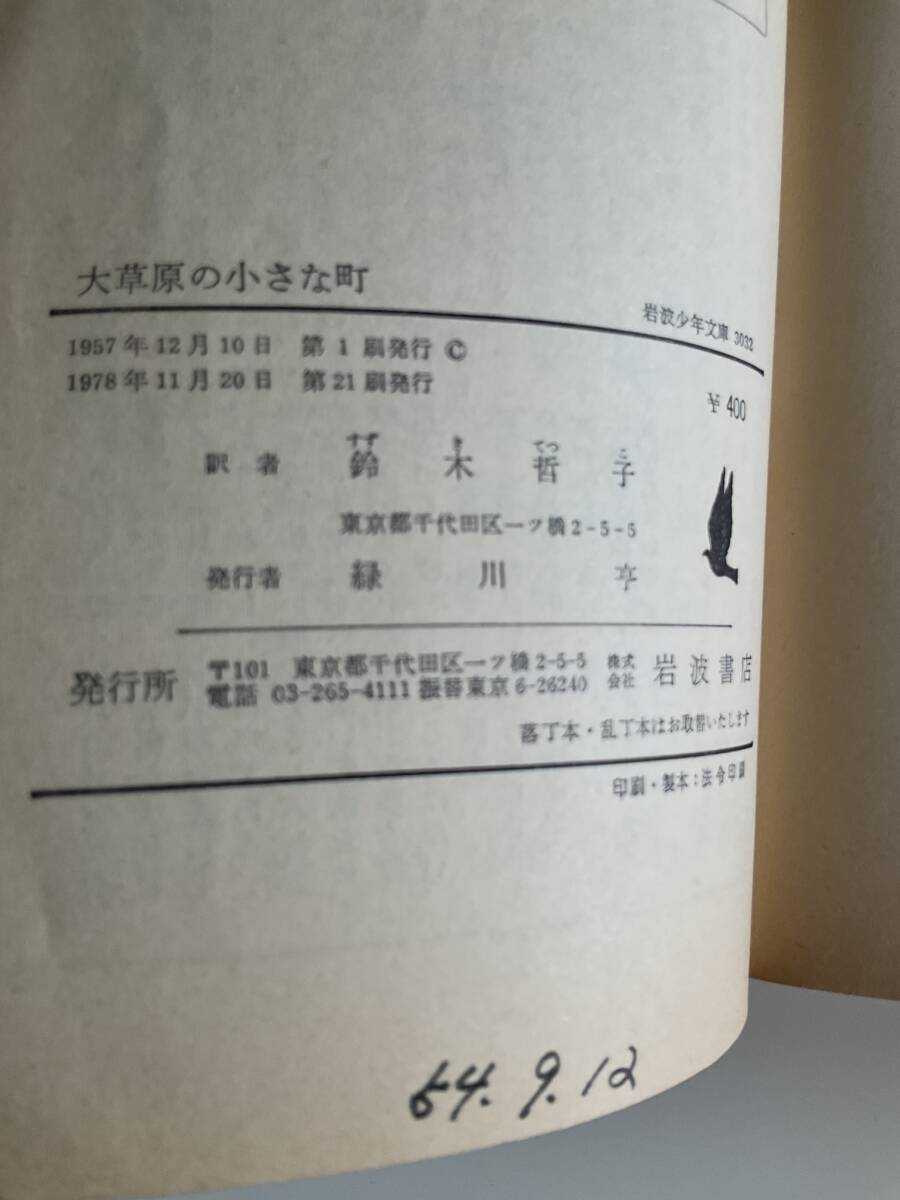 大草原の小さな町
岩波少年文庫 3032
1957年12月10日 第1刷発行 ©
1978年11月20日 第21刷発行
¥400
すず き てつ こ
訳者 鈴木哲子
東京都千代田区一ツ橋2-5-5
発行者 緑川亨
発行所 〒101 東京都千代田区一ツ橋2-5-5 株式会社 岩波書店
電話 03-265-4111 振替東京6-26240
落丁本・乱丁本はお取替いたします
印刷・製本：法令印刷
54. 9. 12